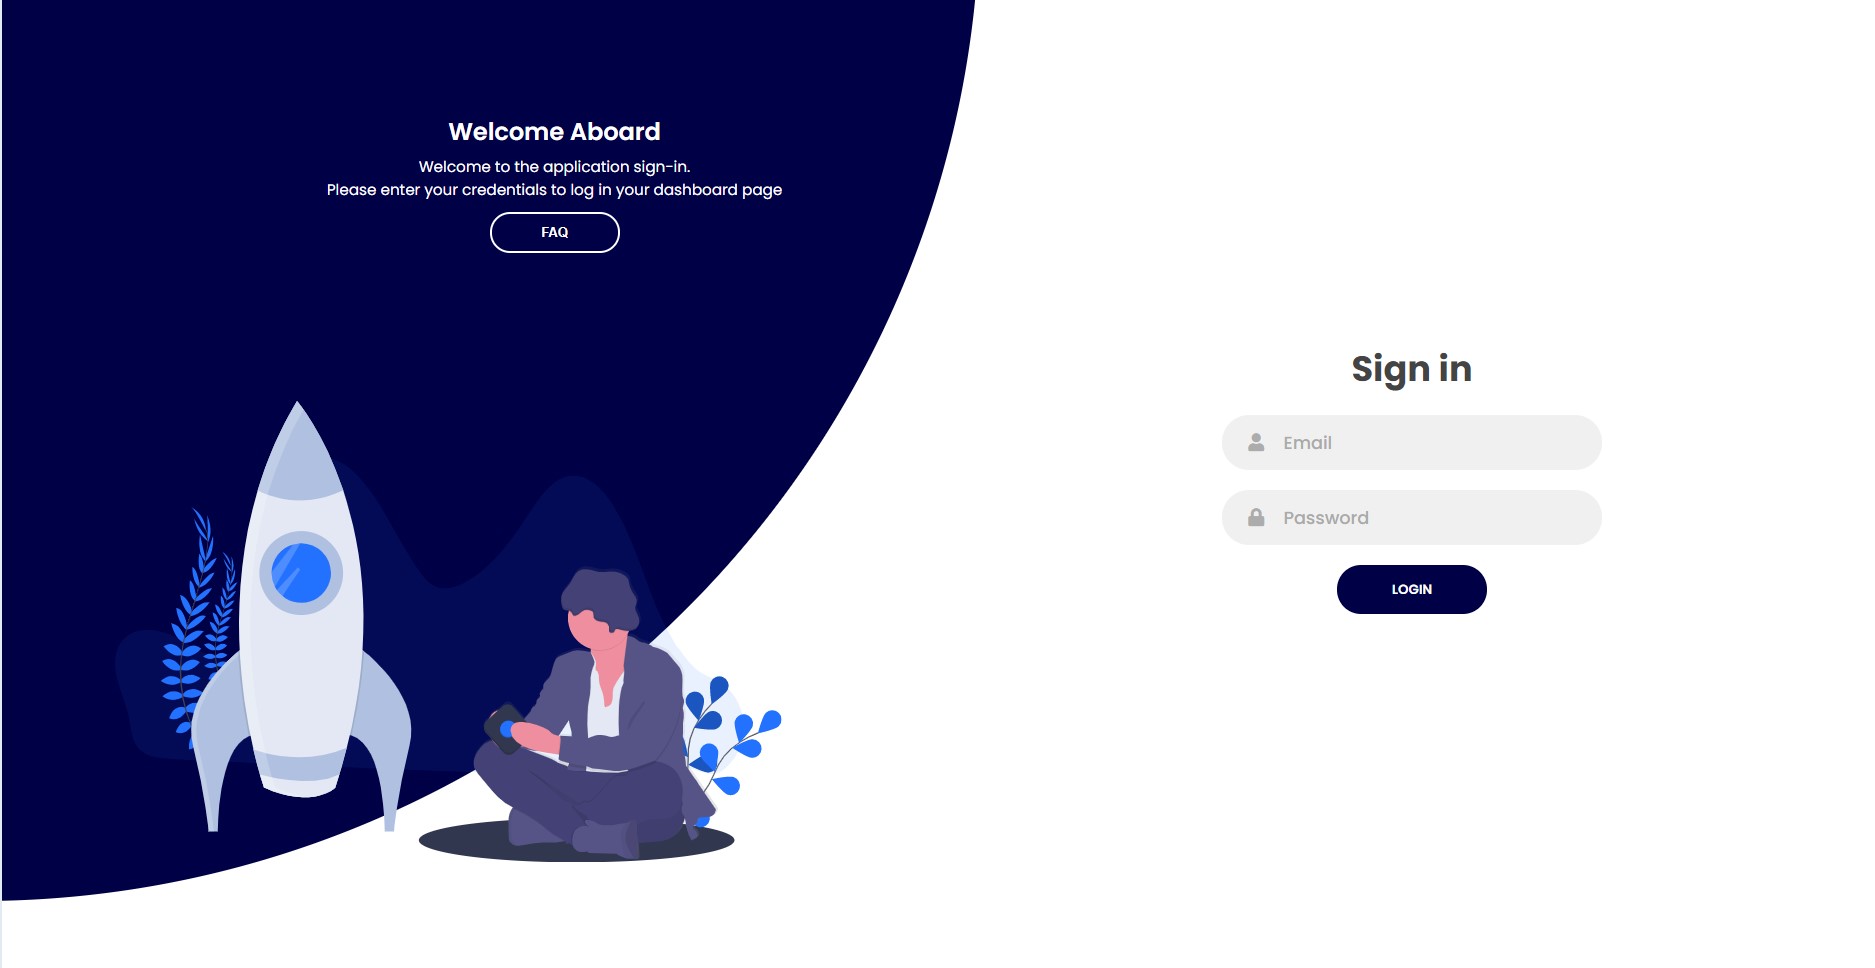 Welcome Aboard
Welcome to the application sign-in.
Please enter your credentials to log in your dashboard page
FAQ
Sign in
Email
Password
LOGIN